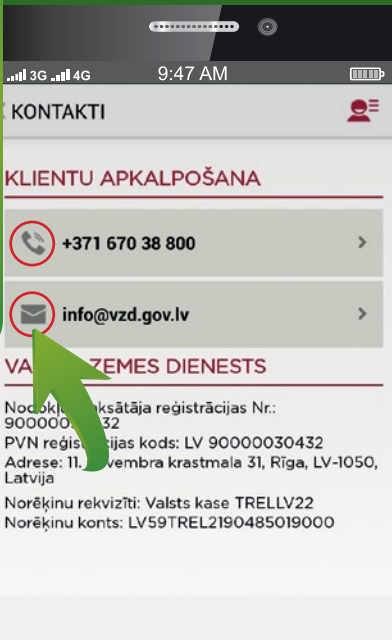 3G 4G 9:47 AM
KONTAKTI
KLIENTU APKALPOŠANA
+371 670 38 800
info@vzd.gov.lv
ZEMES DIENESTS
reģistrācijas Nr.:
PVN kods: LV 90000030432
Adrese: 11. krastmala 31, Rīga, LV-1050,
Latvija
Norēķinu rekvizīti: Valsts kase TRELLV22
Norēķinu konts: LV59TREL2190485019000